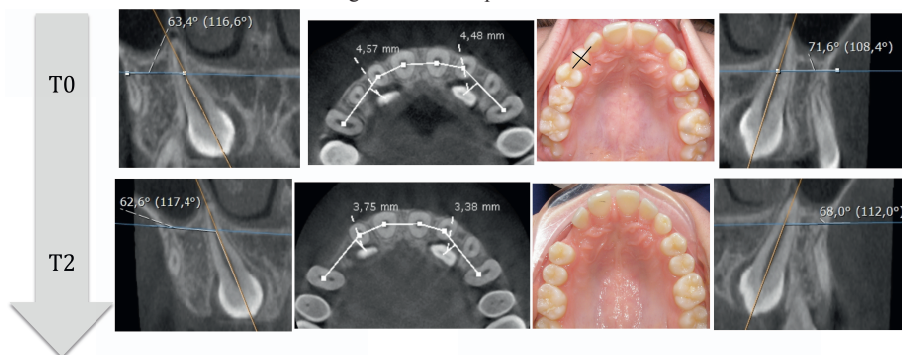 63,4° (116,6°)
4,57 mm
4,48 mm
71,6° (108,4°)
T0
62,6° (117,4°)
3,75 mm
3,38 mm
68,0° (112,0°)
T2